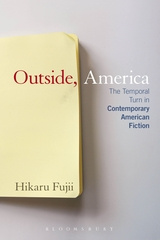 Outside, America
The Temporal
Turn in
Contemporary
American
Fiction
Hikaru Fujii
BLOOMSBURY